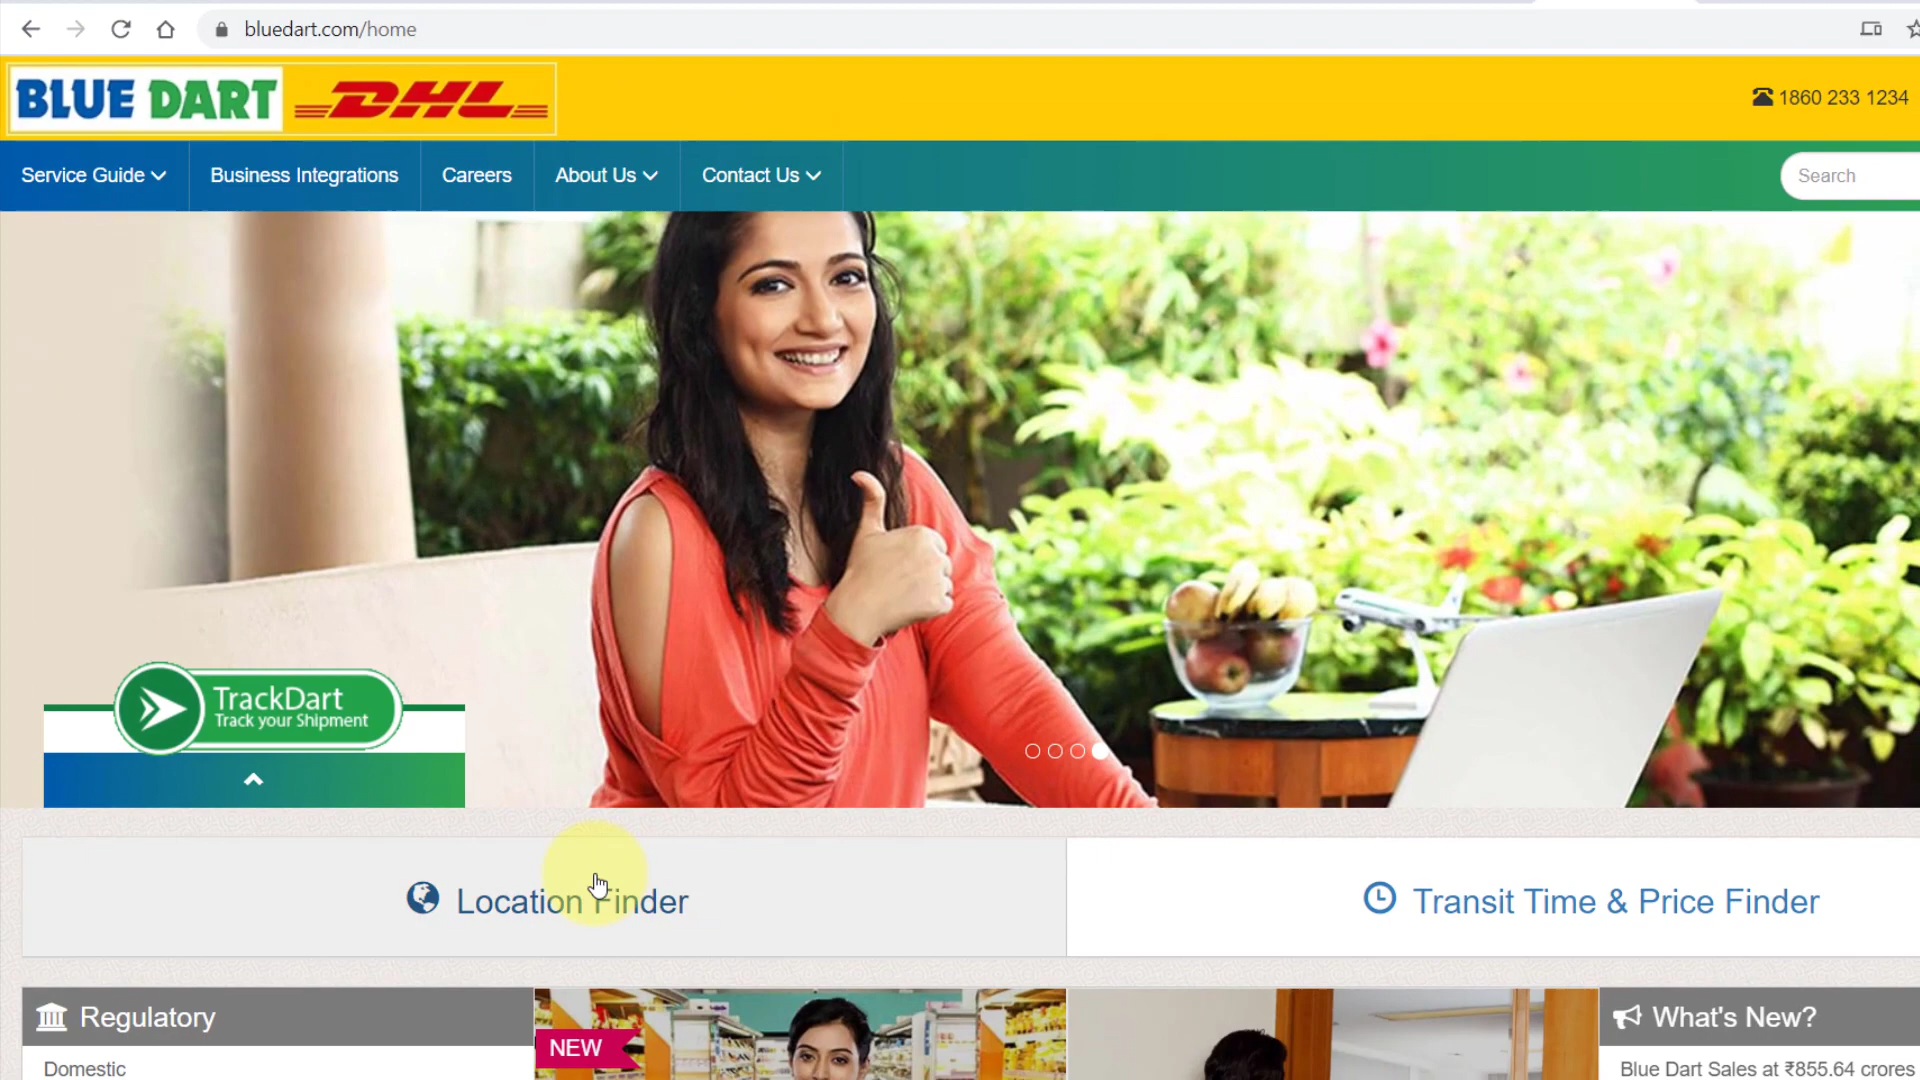 bluedart.com/home
BLUE DART DHL
1860 233 1234
Service Guide Business Integrations Careers About Us Contact Us Search
TrackDart
Track your Shipment
Location Finder Transit Time & Price Finder
Regulatory
What's New?
NEW
Domestic
Blue Dart Sales at ₹855.64 crores